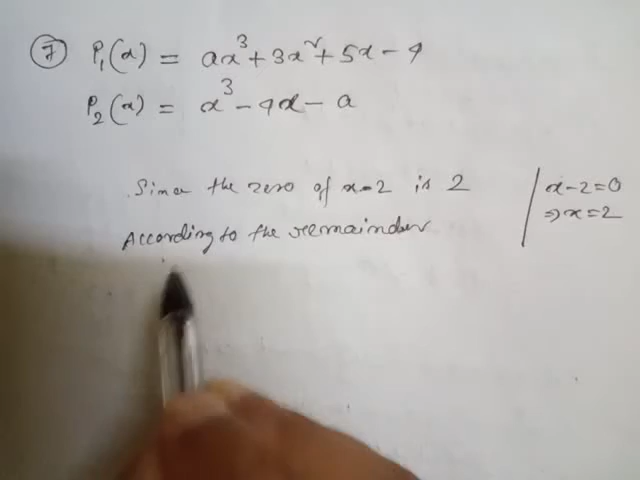 7 P₁(x) = ax³ + 3x² + 5x - 4
P₂(x) = x³ - 4x - a
Since the zero of x-2 is 2
x-2=0
⇒ x=2
According to the remainder